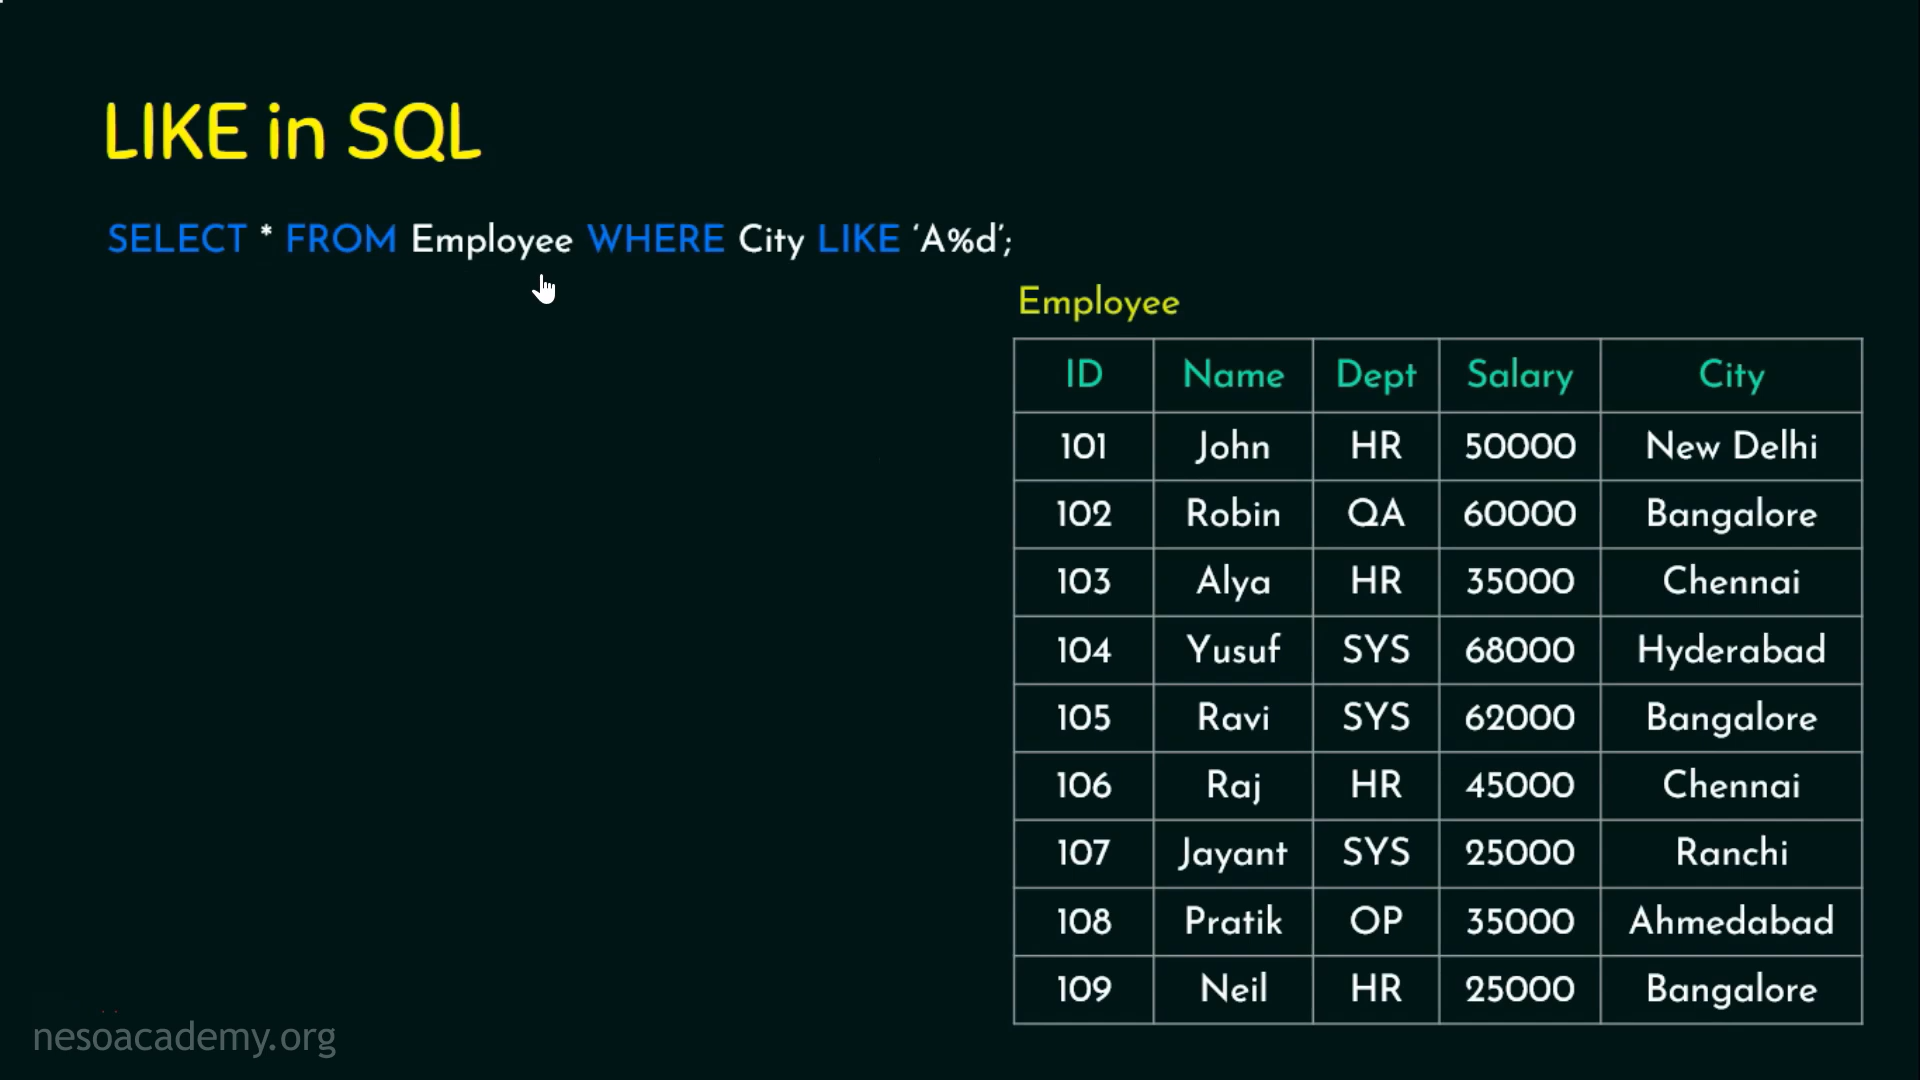 LIKE in SQL
SELECT * FROM Employee WHERE City LIKE ‘A%d’;
Employee
ID Name Dept Salary City
101 John HR 50000 New Delhi
102 Robin QA 60000 Bangalore
103 Alya HR 35000 Chennai
104 Yusuf SYS 68000 Hyderabad
105 Ravi SYS 62000 Bangalore
106 Raj HR 45000 Chennai
107 Jayant SYS 25000 Ranchi
108 Pratik OP 35000 Ahmedabad
109 Neil HR 25000 Bangalore
nesoacademy.org